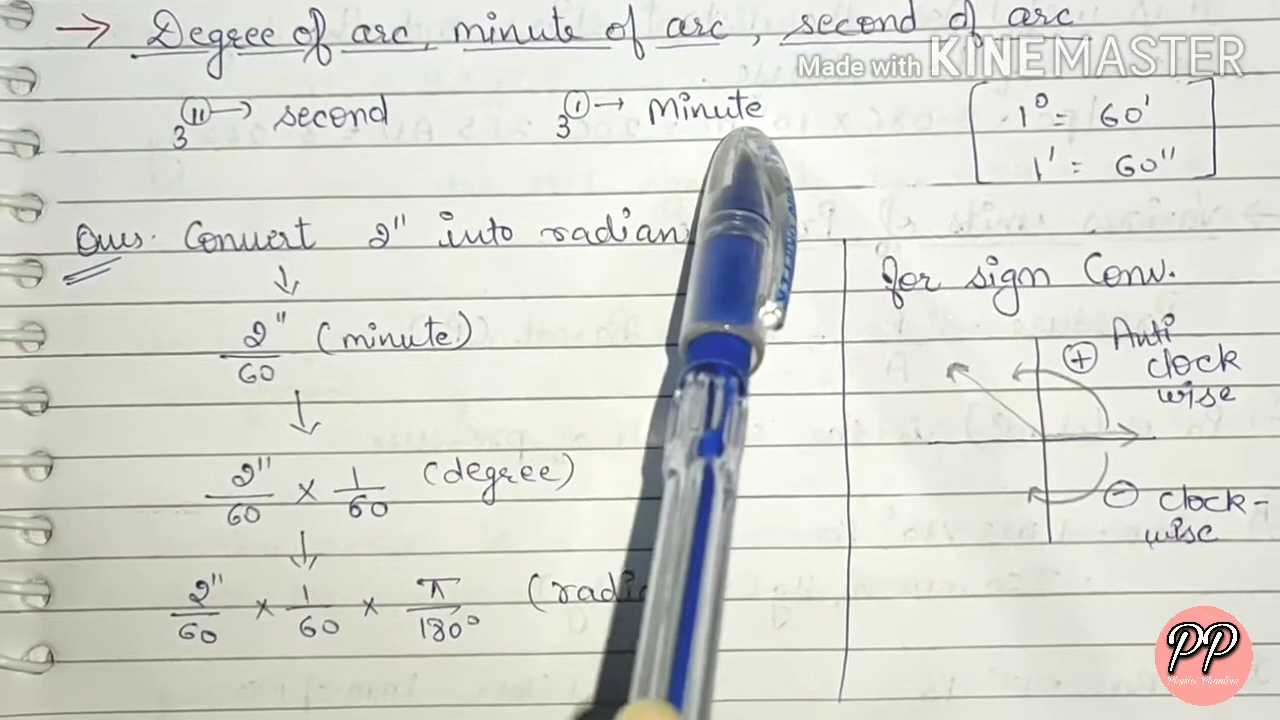 → Degree of arc, minute of arc, second of arc
Made with KINEMASTER
3" → second
3' → Minute
1° = 60'
1' = 60"
Ques. Convert 2" into radian
↓
2"/60 (minute)
↓
2"/60 × 1/60 (degree)
↓
2"/60 × 1/60 × π/180° (radia
for sign Conv.
+ Anti
clock
wise
- clock-
wise
PP